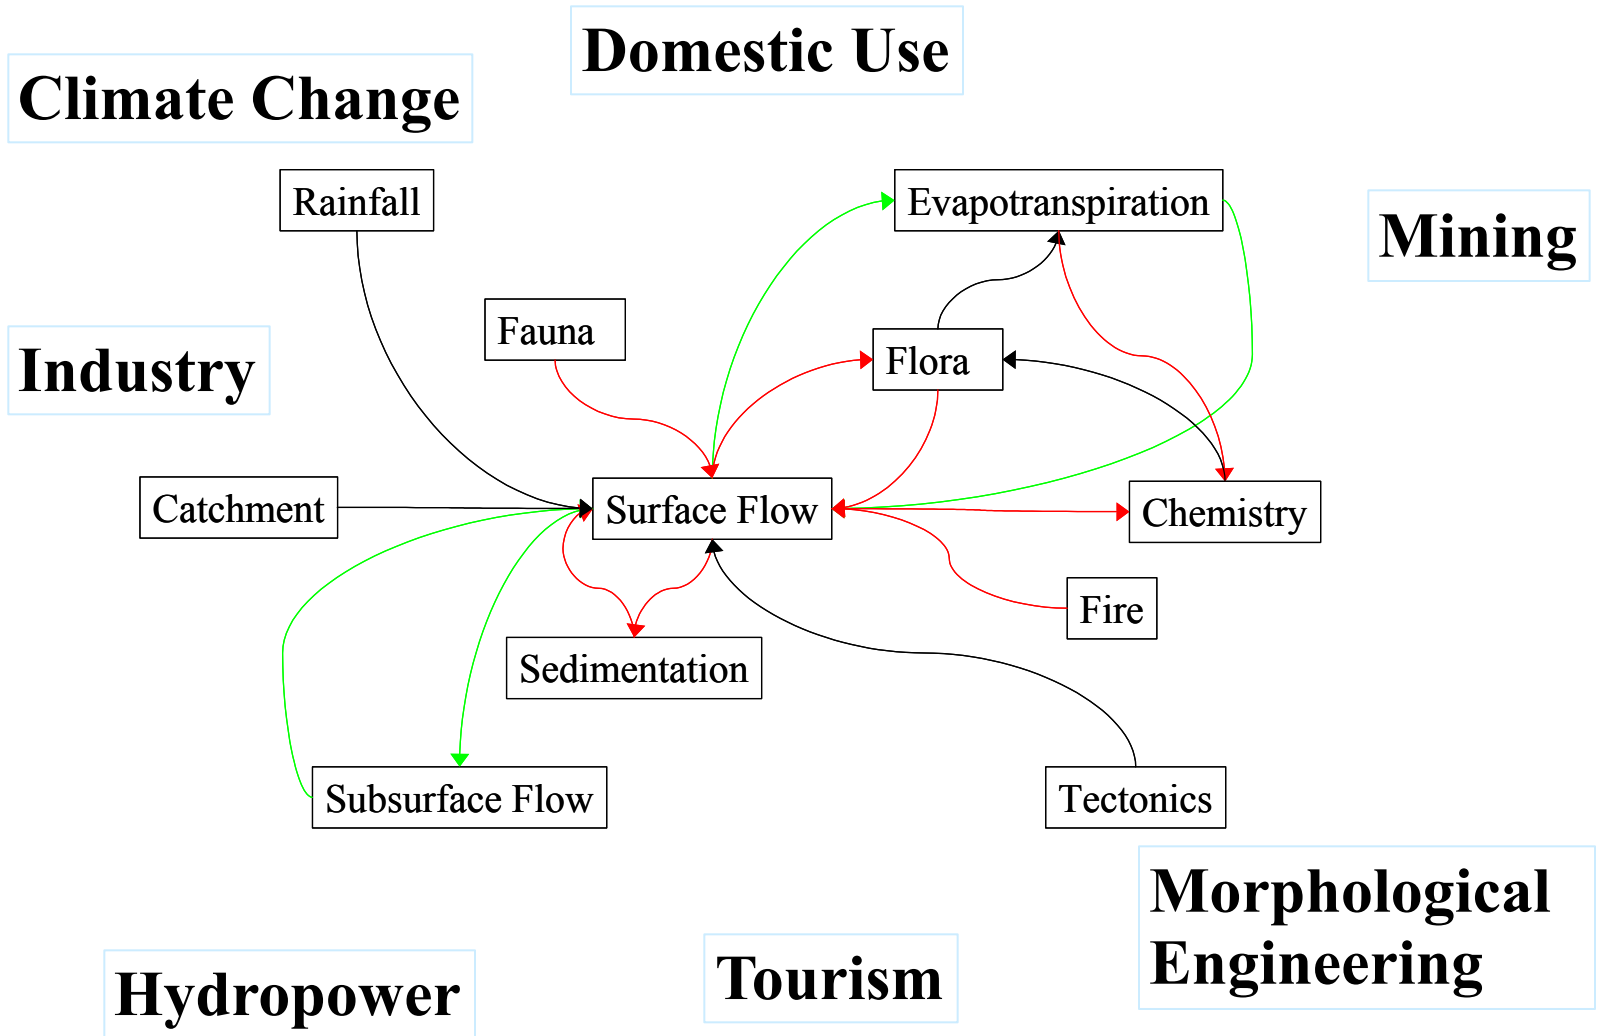 Domestic Use
Climate Change
Rainfall
Evapotranspiration
Mining
Fauna
Flora
Industry
Catchment
Surface Flow
Chemistry
Fire
Sedimentation
Subsurface Flow
Tectonics
Morphological
Engineering
Tourism
Hydropower